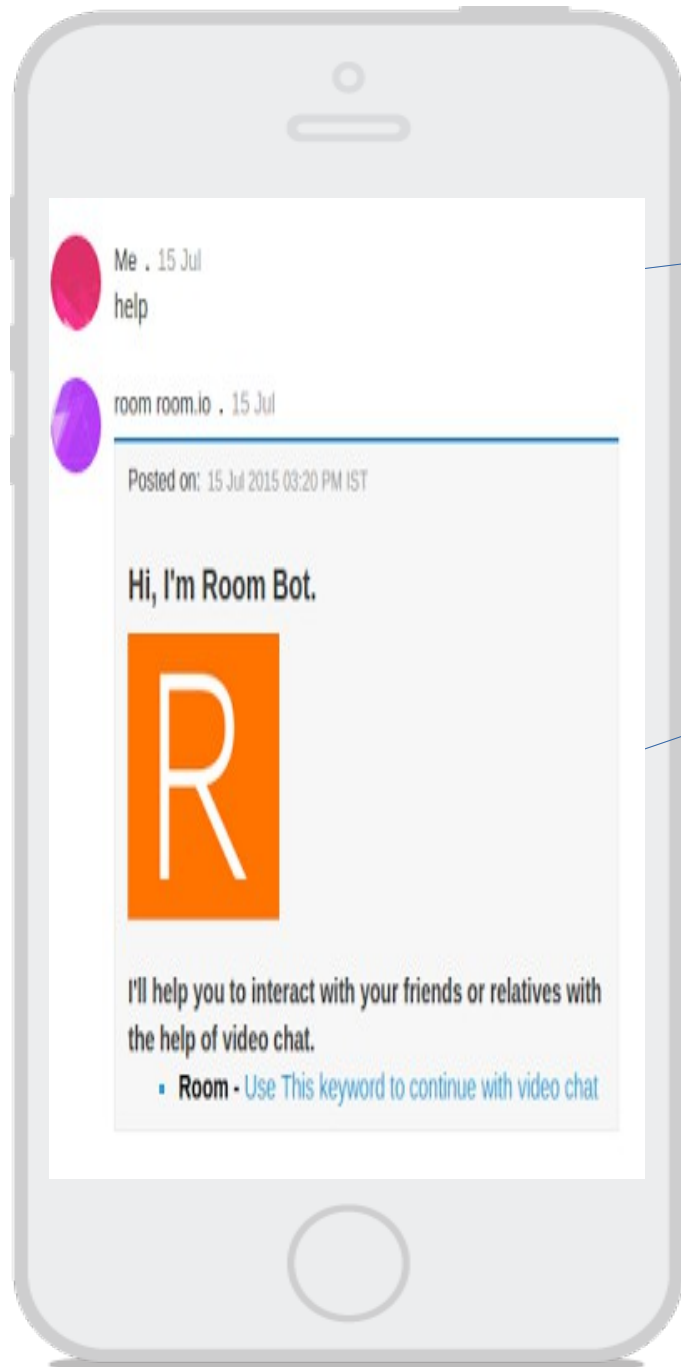 Me . 15 Jul
help
room room.io . 15 Jul
Posted on: 15 Jul 2015 03:20 PM IST
Hi, I'm Room Bot.
R
I'll help you to interact with your friends or relatives with
the help of video chat.
▪ Room - Use This keyword to continue with video chat